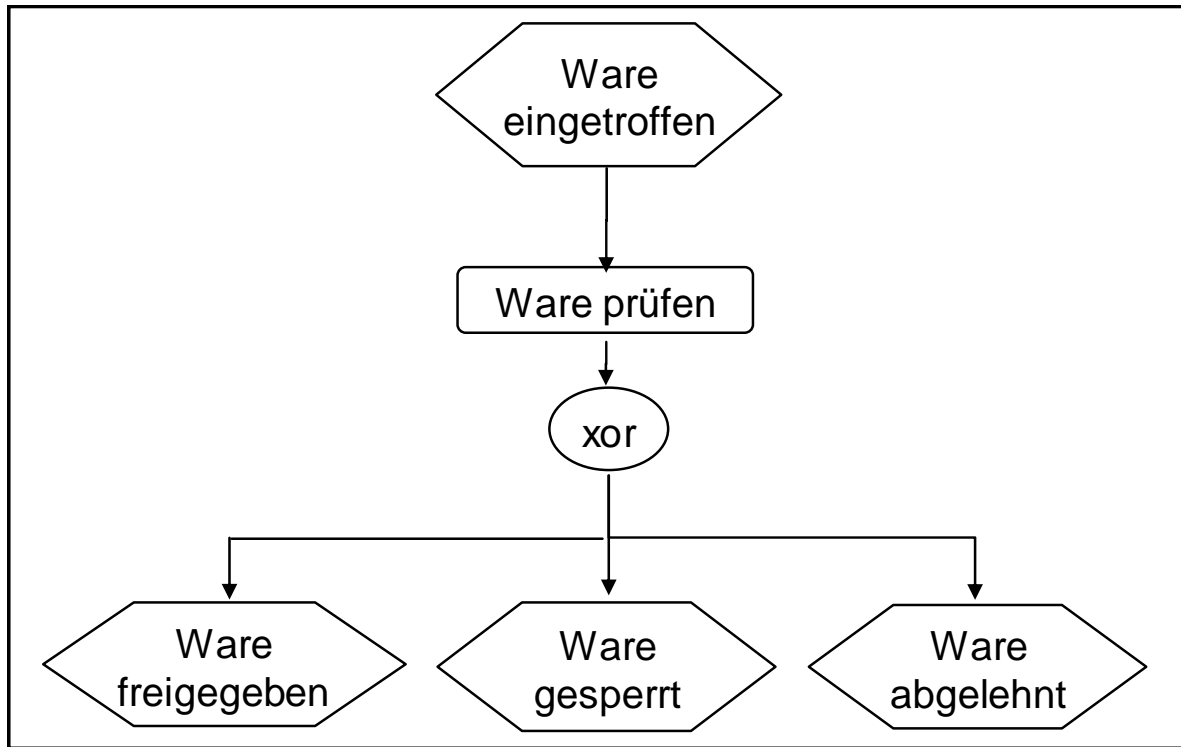 Ware
eingetroffen
Ware prüfen
xor
Ware
freigegeben
Ware
gesperrt
Ware
abgelehnt